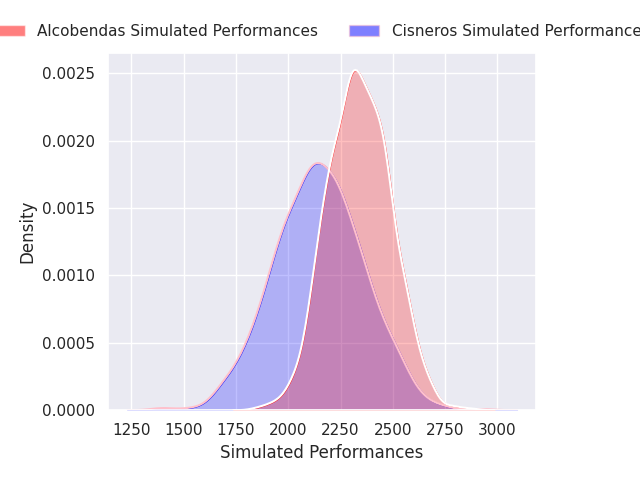 Alcobendas Simulated Performances
Cisneros Simulated Performance
0.0025
0.0020
0.0015
0.0010
0.0005
0.0000
Density
1250 1500 1750 2000 2250 2500 2750 3000
Simulated Performances